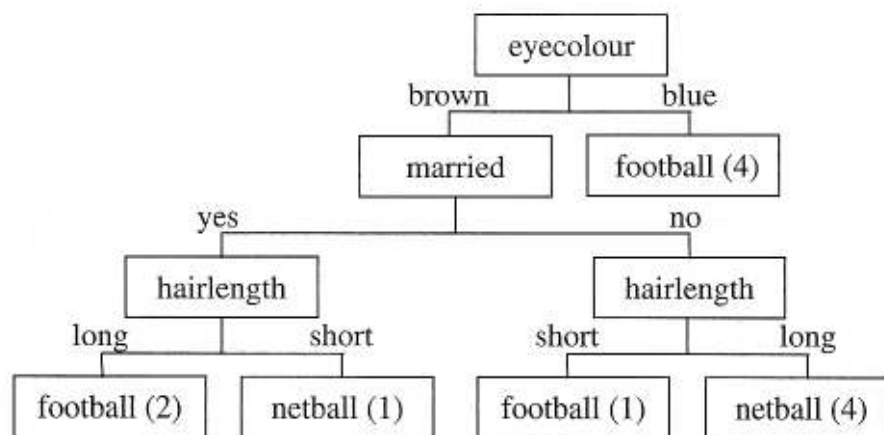 eyecolour
brown blue
married football (4)
yes no
hairlength hairlength
long short short long
football (2) netball (1) football (1) netball (4)